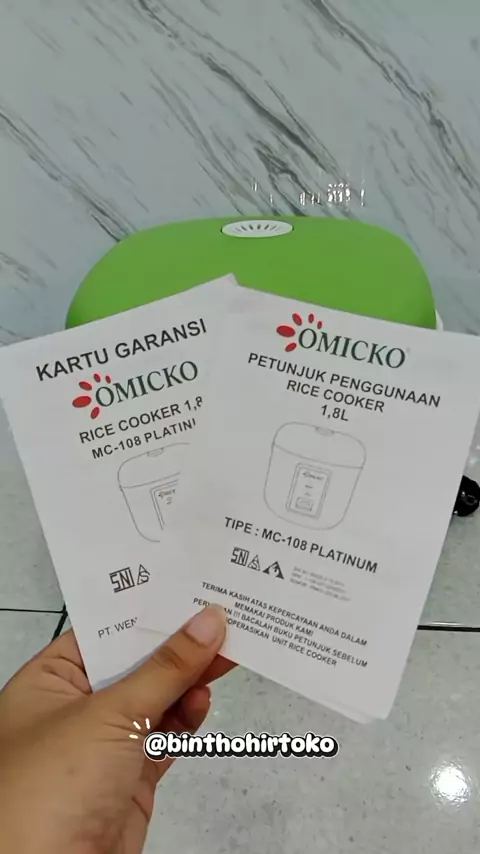 KARTU GARANSI
OMICKO
RICE COOKER 1,8
MC-108 PLATINU
SNI
PT. WEN
OMICKO
PETUNJUK PENGGUNAAN
RICE COOKER
1,8L
TIPE : MC-108 PLATINUM
SNI
TERIMA KASIH ATAS KEPERCAYAAN ANDA DALAM
MEMAKAI PRODUK KAMI
!!! BACALAH BUKU PETUNJUK SEBELUM
UNIT RICE COOKER
@binthohirtoko